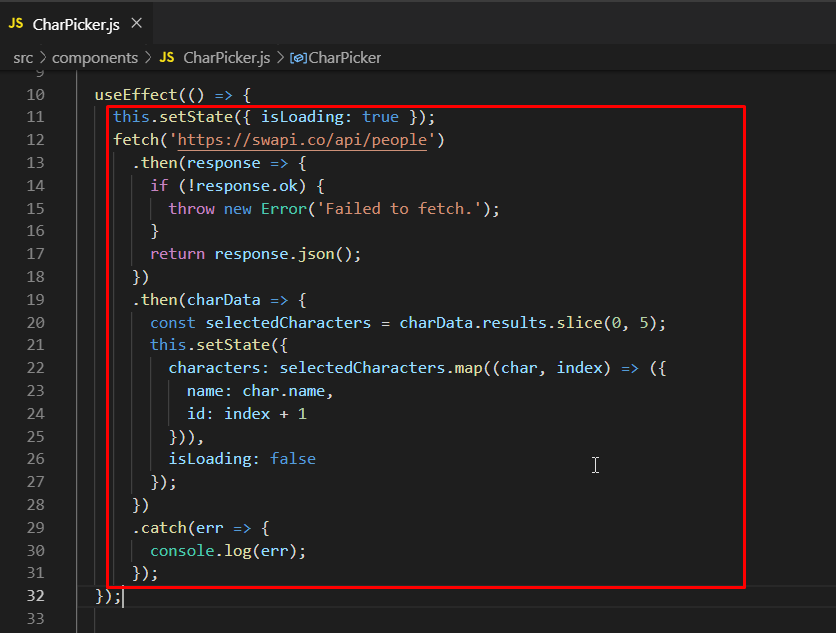 JS CharPicker.js ×
src > components > JS CharPicker.js > CharPicker
9
10 useEffect(() => {
11 this.setState({ isLoading: true });
12 fetch('https://swapi.co/api/people')
13 .then(response => {
14 if (!response.ok) {
15 throw new Error('Failed to fetch.');
16 }
17 return response.json();
18 })
19 .then(charData => {
20 const selectedCharacters = charData.results.slice(0, 5);
21 this.setState({
22 characters: selectedCharacters.map((char, index) => ({
23 name: char.name,
24 id: index + 1
25 })),
26 isLoading: false
27 });
28 })
29 .catch(err => {
30 console.log(err);
31 });
32 });
33